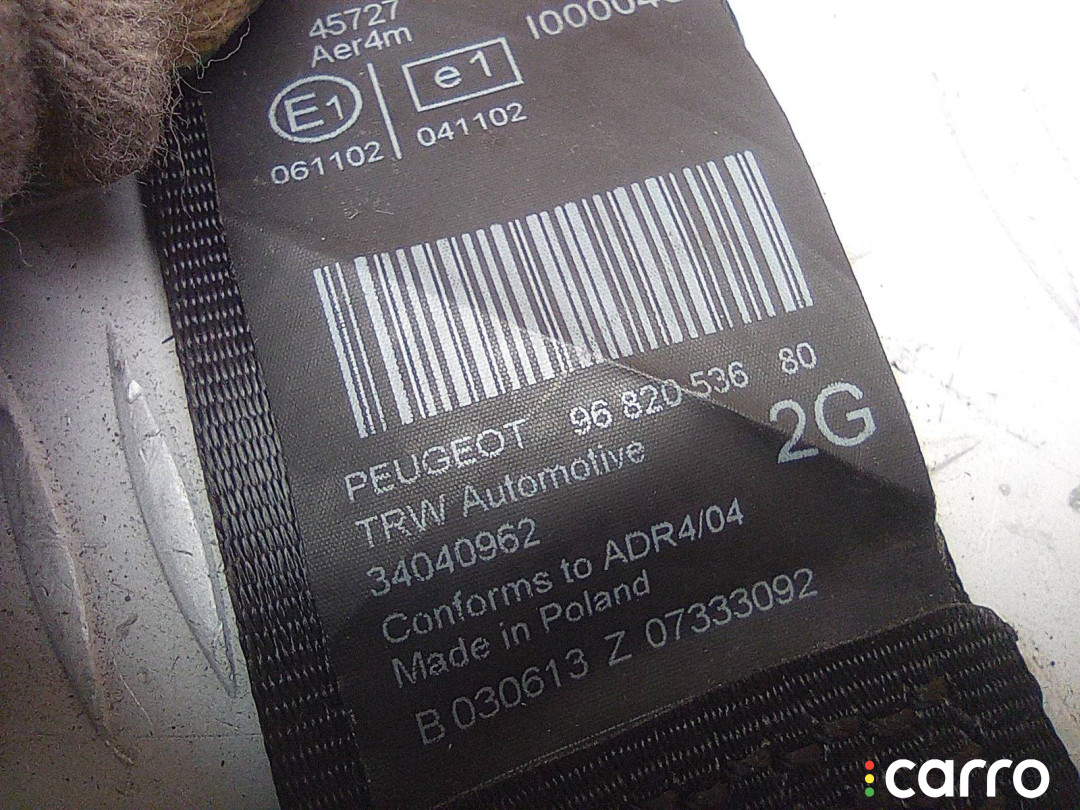 45727
Aer4m
E1
e1
061102
041102
PEUGEOT 96 820 536 80
2G
TRW Automotive
34040962
Conforms to ADR4/04
Made in Poland
B 030613 Z 07333092
carro